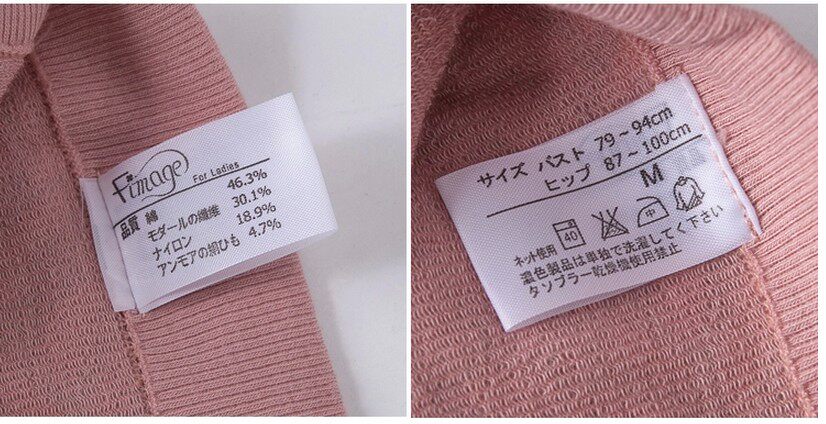 Fimage
For Ladies
品質 綿 46.3%
モダールの繊维 30.1%
ナイロン 18.9%
アンモアの绑ひも 4.7%
サイズ バスト 79~94cm
ヒップ 87~100cm
M
ネット使用 40 中
濃色製品は単独で洗濯してく下さい
タソブラー乾燥機使用禁止